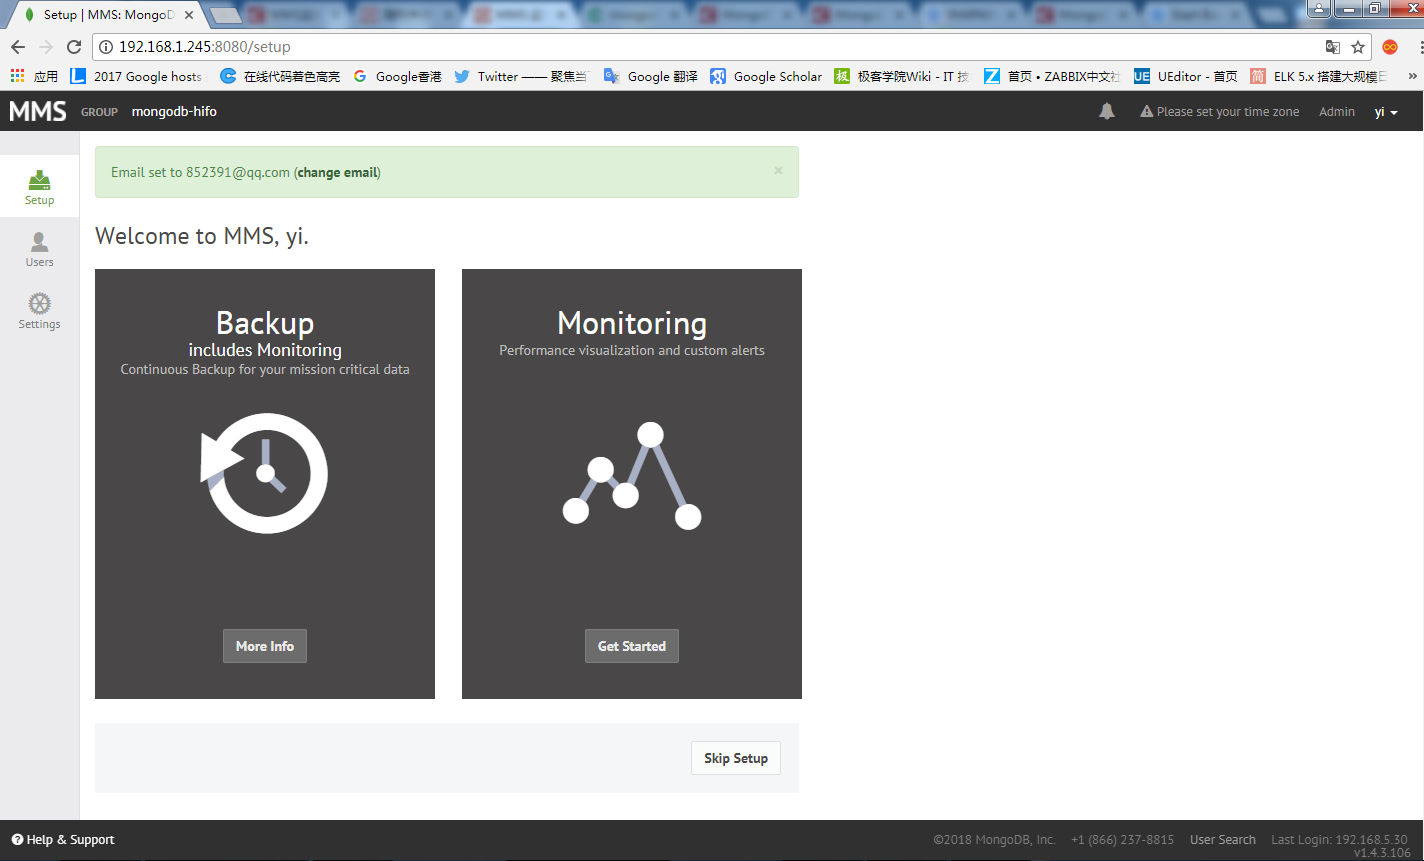 Setup | MMS: MongoD
192.168.1.245:8080/setup
应用 2017 Google hosts 在线代码着色高亮 Google香港 Twitter —— 聚焦当 Google 翻译 Google Scholar 极客学院Wiki - IT 技 首页 • ZABBIX中文社 UEditor - 首页 ELK 5.x 搭建大规模日 »
MMS GROUP mongodb-hifo Please set your time zone Admin yi
Email set to 852391@qq.com (change email) ×
Setup
Users
Settings
Welcome to MMS, yi.
Backup
includes Monitoring
Continuous Backup for your mission critical data
More Info
Monitoring
Performance visualization and custom alerts
Get Started
Skip Setup
Help & Support ©2018 MongoDB, Inc. +1 (866) 237-8815 User Search Last Login: 192.168.5.30
v1.4.3.106